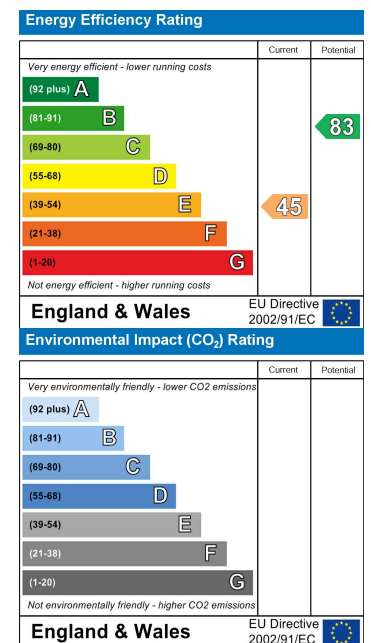 Energy Efficiency Rating
Current Potential
Very energy efficient - lower running costs
(92 plus) A
(81-91) B
83
(69-80) C
(55-68) D
(39-54) E
45
(21-38) F
(1-20) G
Not energy efficient - higher running costs
England & Wales
EU Directive
2002/91/EC
Environmental Impact (CO₂) Rating
Current Potential
Very environmentally friendly - lower CO2 emissions
(92 plus) A
(81-91) B
(69-80) C
(55-68) D
(39-54) E
(21-38) F
(1-20) G
Not environmentally friendly - higher CO2 emissions
England & Wales
EU Directive
2002/91/EC